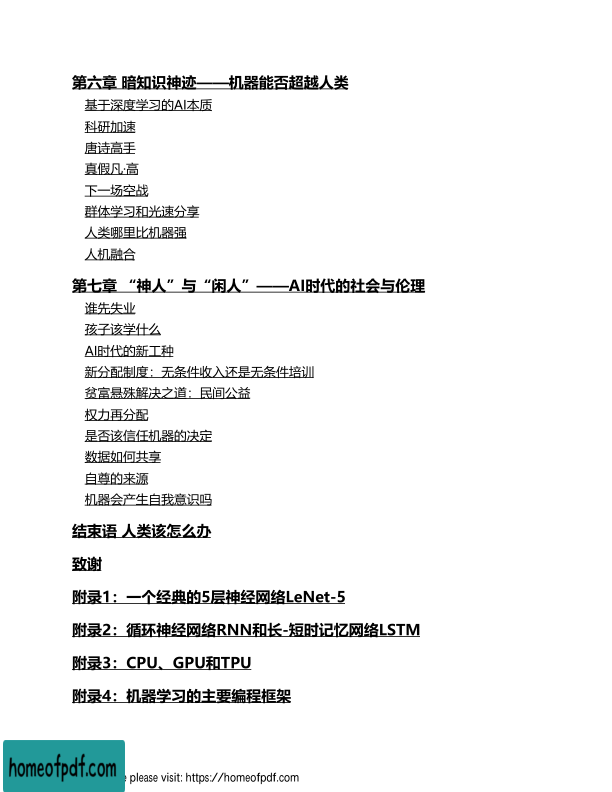 第六章 暗知识神迹——机器能否超越人类
基于深度学习的AI本质
科研加速
唐诗高手
真假凡·高
下一场空战
群体学习和光速分享
人类哪里比机器强
人机融合
第七章 “神人”与“闲人”——AI时代的社会与伦理
谁先失业
孩子该学什么
AI时代的新工种
新分配制度：无条件收入还是无条件培训
贫富悬殊解决之道：民间公益
权力再分配
是否该信任机器的决定
数据如何共享
自尊的来源
机器会产生自我意识吗
结束语 人类该怎么办
致谢
附录1：一个经典的5层神经网络LeNet-5
附录2：循环神经网络RNN和长-短时记忆网络LSTM
附录3：CPU、GPU和TPU
附录4：机器学习的主要编程框架
homeofpdf.com
please visit: https://homeofpdf.com